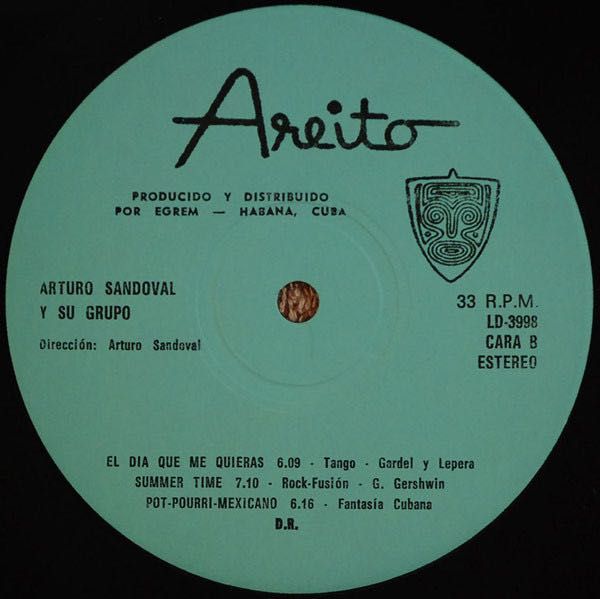 Areito
PRODUCIDO Y DISTRIBUIDO
POR EGREM — HABANA, CUBA
ARTURO SANDOVAL
Y SU GRUPO
Dirección: Arturo Sandoval
33 R.P.M.
LD-3998
CARA B
ESTEREO
EL DIA QUE ME QUIERAS 6.09 - Tango - Gardel y Lepera
SUMMER TIME 7.10 - Rock-Fusión - G. Gershwin
POT-POURRI-MEXICANO 6.16 - Fantasía Cubana
D.R.